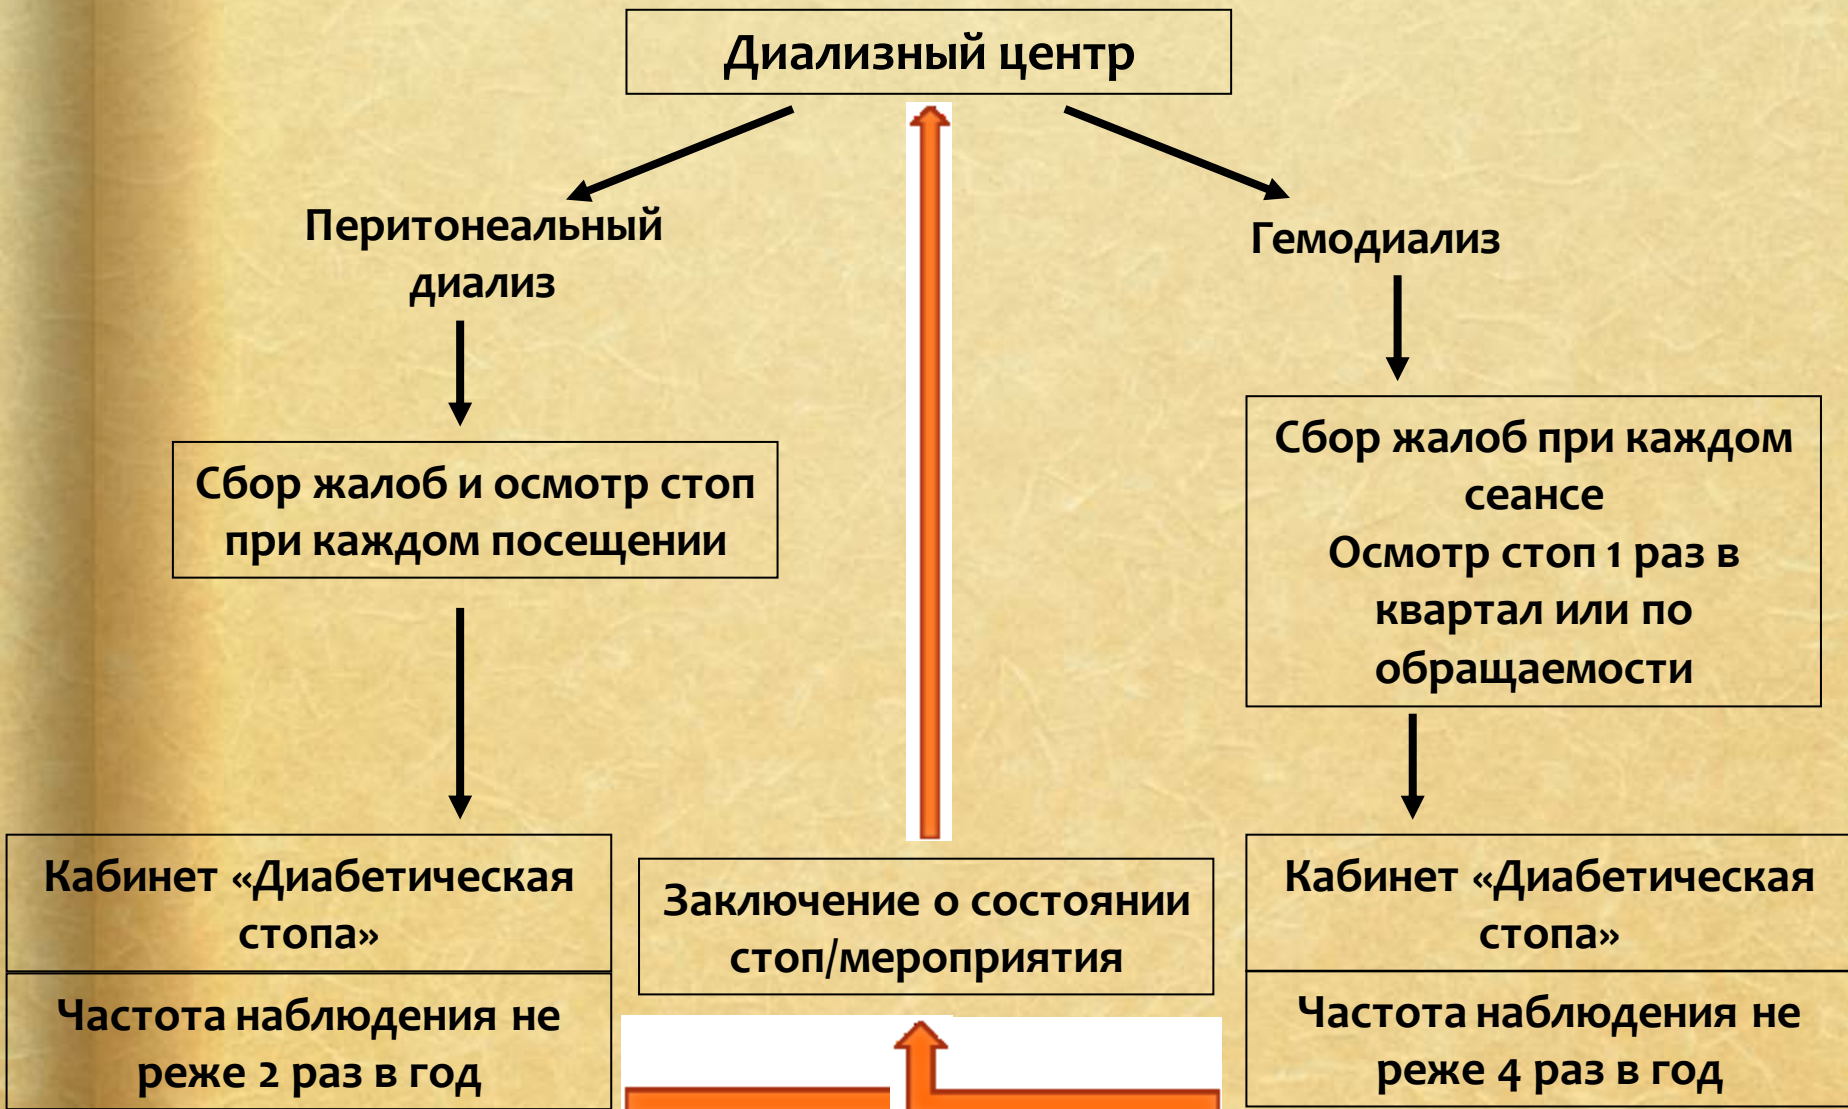 Диализный центр
Перитонеальный
диализ
Гемодиализ
Сбор жалоб и осмотр стоп
при каждом посещении
Сбор жалоб при каждом
сеансе
Осмотр стоп 1 раз в
квартал или по
обращаемости
Кабинет «Диабетическая
стопа»
Частота наблюдения не
реже 2 раз в год
Заключение о состоянии
стоп/мероприятия
Кабинет «Диабетическая
стопа»
Частота наблюдения не
реже 4 раз в год